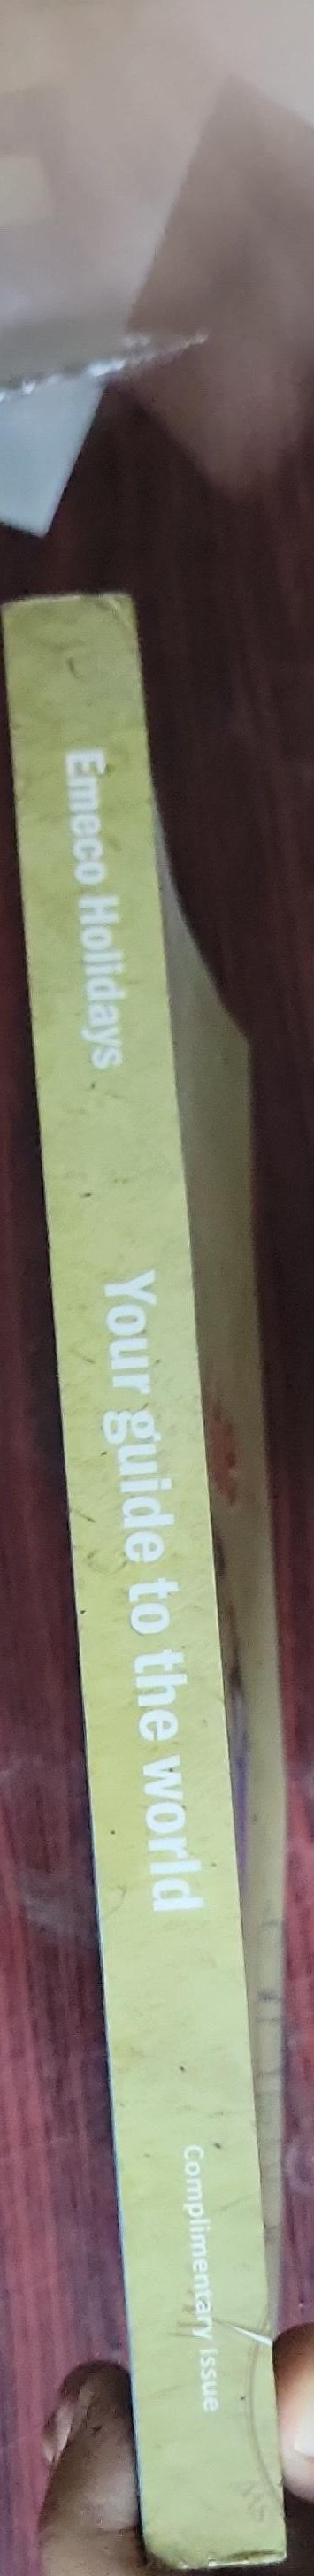 Emeco Holidays
Your guide to the world
Complimentary issue